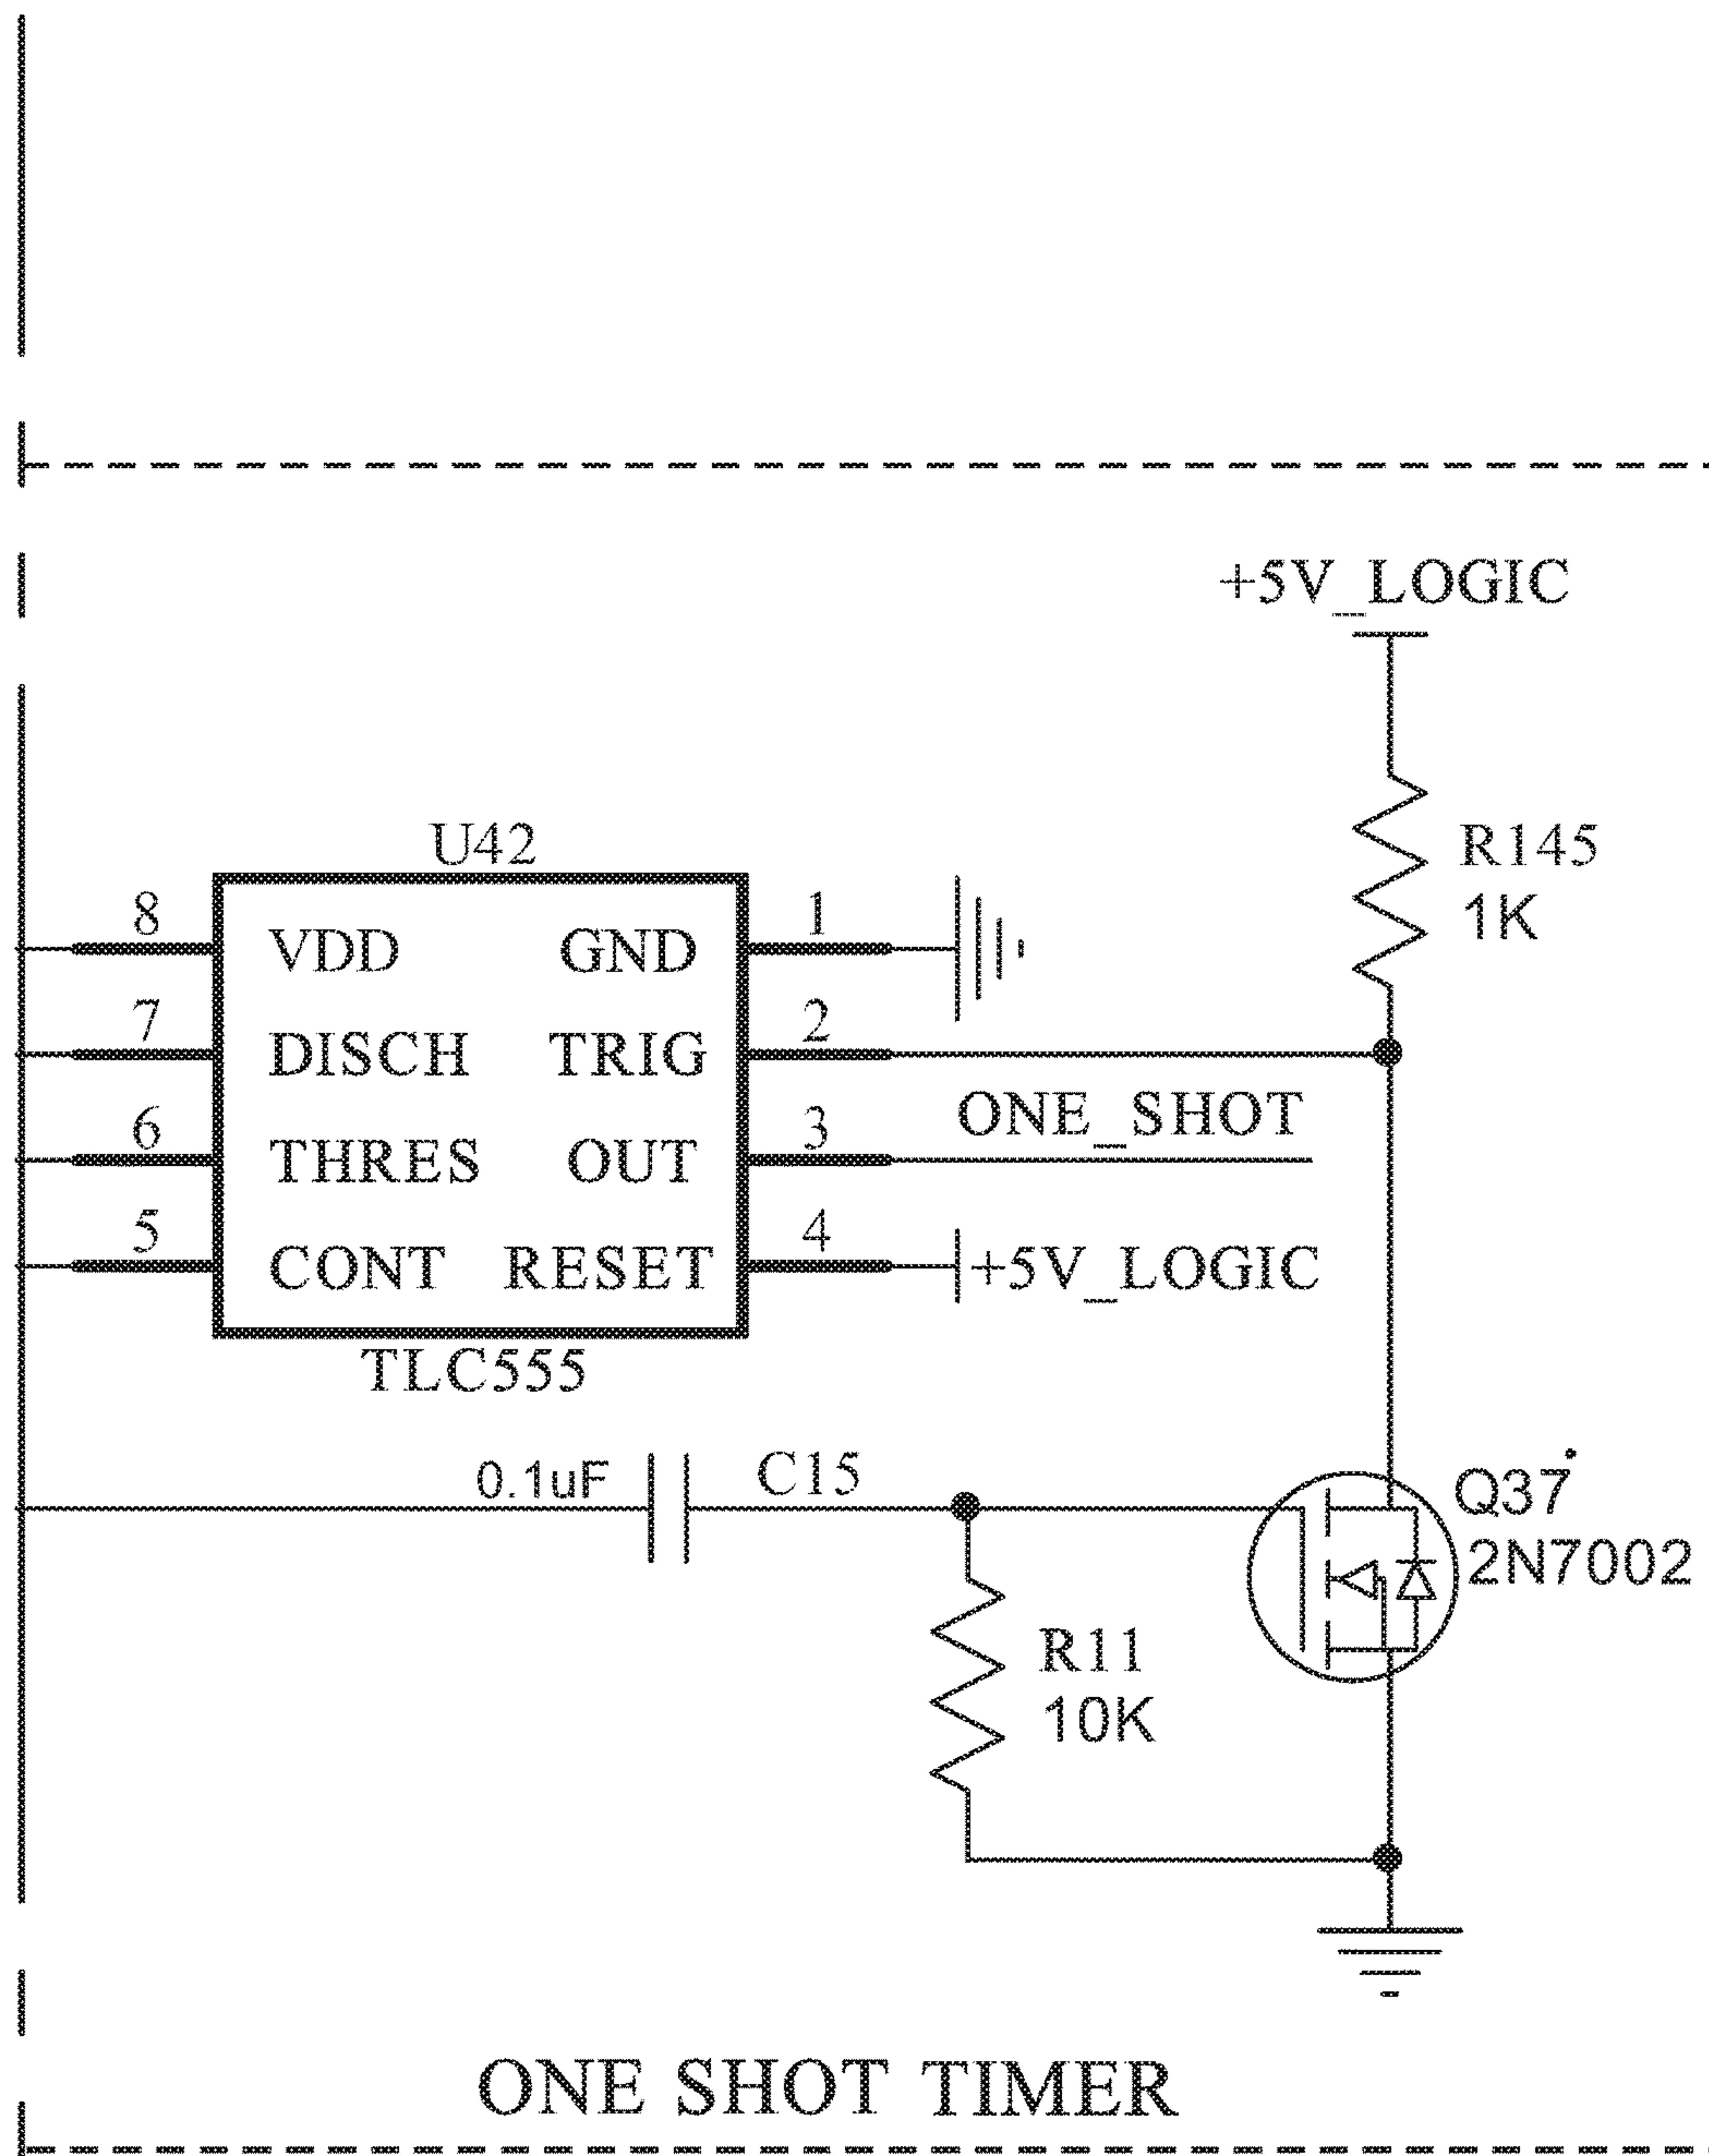 +5V_LOGIC
R145
1K
U42
8 VDD GND 1
7 DISCH TRIG 2
6 THRES OUT 3 ONE_SHOT
5 CONT RESET 4 +5V_LOGIC
TLC555
0.1uF C15
Q37
2N7002
R11
10K
ONE SHOT TIMER